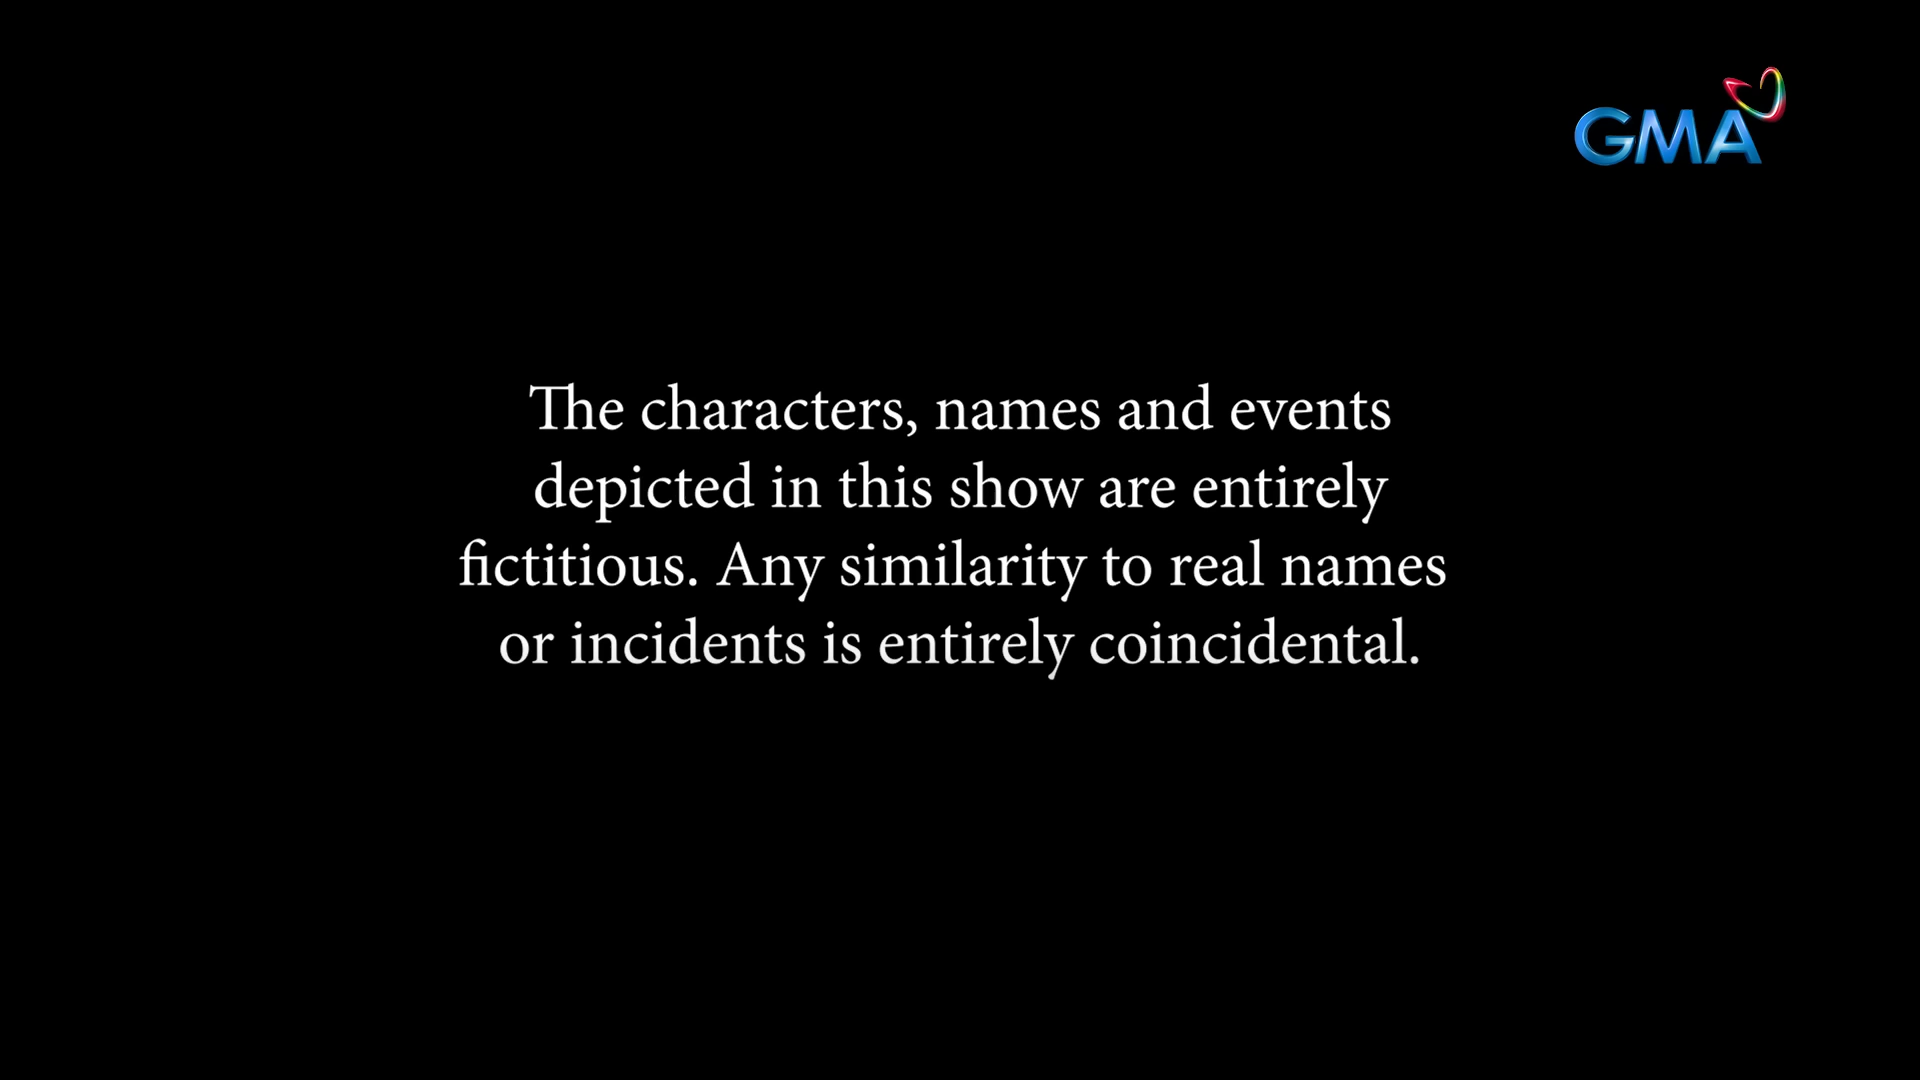 GMA
The characters, names and events
depicted in this show are entirely
fictitious. Any similarity to real names
or incidents is entirely coincidental.